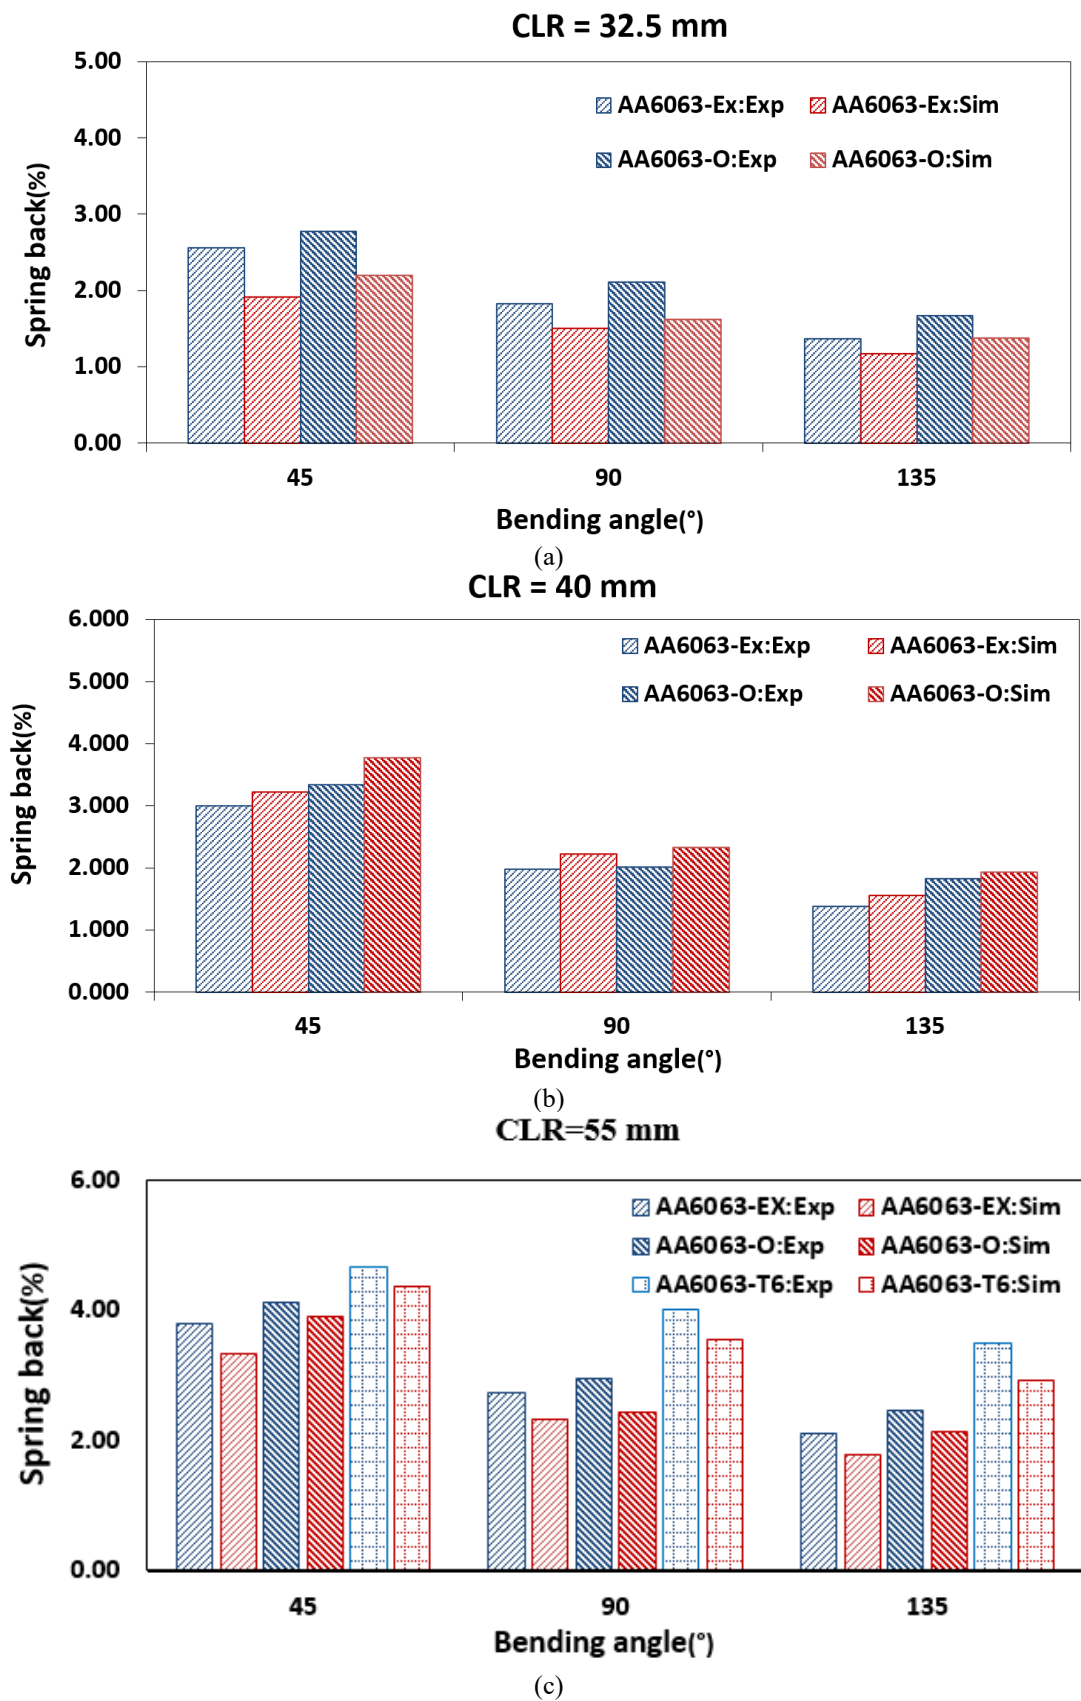 CLR = 32.5 mm
5.00
4.00
3.00
2.00
1.00
0.00
Spring back(%)
AA6063-Ex:Exp AA6063-Ex:Sim
AA6063-O:Exp AA6063-O:Sim
45 90 135
Bending angle(°)
(a)
CLR = 40 mm
6.000
5.000
4.000
3.000
2.000
1.000
0.000
Spring back(%)
AA6063-Ex:Exp AA6063-Ex:Sim
AA6063-O:Exp AA6063-O:Sim
45 90 135
Bending angle(°)
(b)
CLR=55 mm
6.00
4.00
2.00
0.00
Spring back(%)
AA6063-EX:Exp AA6063-EX:Sim
AA6063-O:Exp AA6063-O:Sim
AA6063-T6:Exp AA6063-T6:Sim
45 90 135
Bending angle(°)
(c)